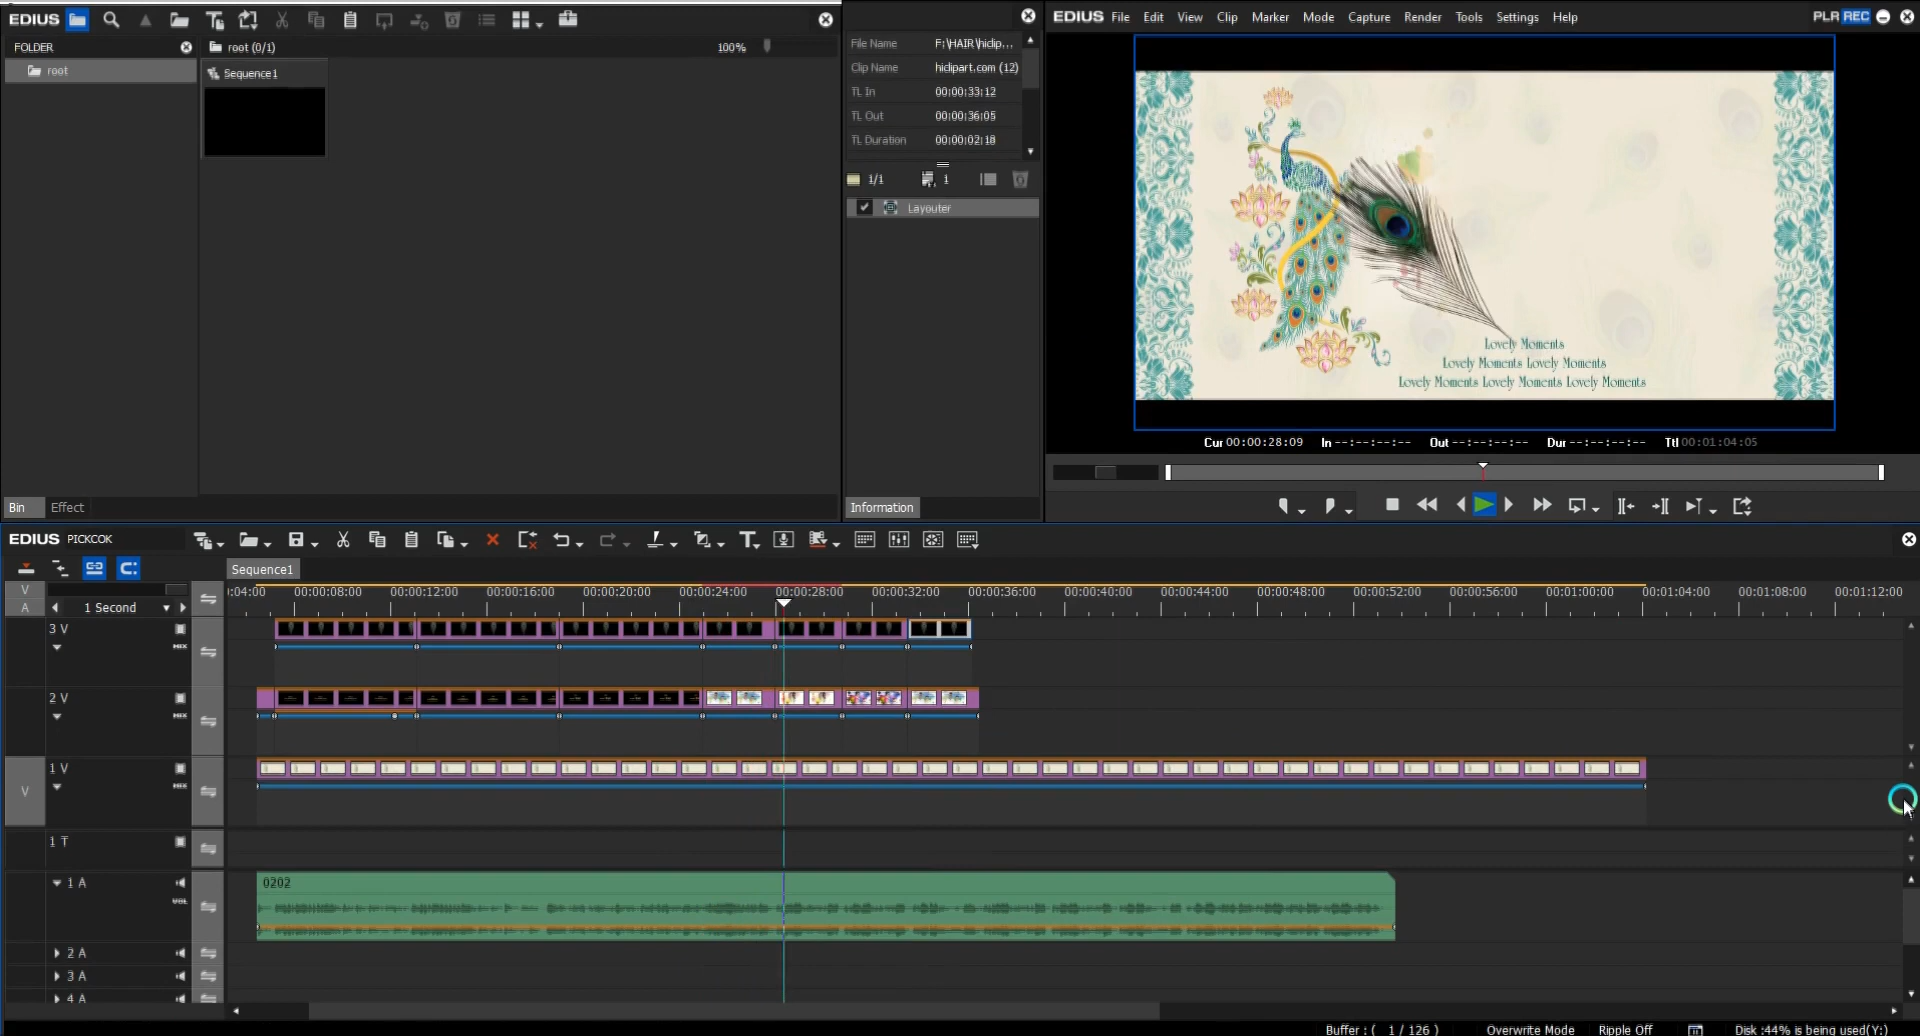 EDIUS
FOLDER
root
root (0/1)
100%
Sequence1
Bin
Effect
File Name F:\HAIR\hiclip...
Clip Name hiclipart.com (12)
TL In 00:00:33;12
TL Out 00:00:36;05
TL Duration 00:00:02;18
1/1
1
Layouter
Information
EDIUS File Edit View Clip Marker Mode Capture Render Tools Settings Help
PLR REC
Lovely Moments
Lovely Moments Lovely Moments
Lovely Moments Lovely Moments Lovely Moments
Cur 00:00:28:09 In --:--:--:-- Out --:--:--:-- Dur --:--:--:-- Ttl 00:01:04:05
EDIUS PICKCOK
Sequence1
V
A
1 Second
:04:00 00:00:08:00 00:00:12:00 00:00:16:00 00:00:20:00 00:00:24:00 00:00:28:00 00:00:32:00 00:00:36:00 00:00:40:00 00:00:44:00 00:00:48:00 00:00:52:00 00:00:56:00 00:01:00:00 00:01:04:00 00:01:08:00 00:01:12:00
3 V
MIX
2 V
MIX
1 V
V
MIX
1 T
1 A
VOL
0202
2 A
3 A
4 A
Buffer : ( 1 / 126 ) Overwrite Mode Ripple Off Disk :44% is being used(Y:)